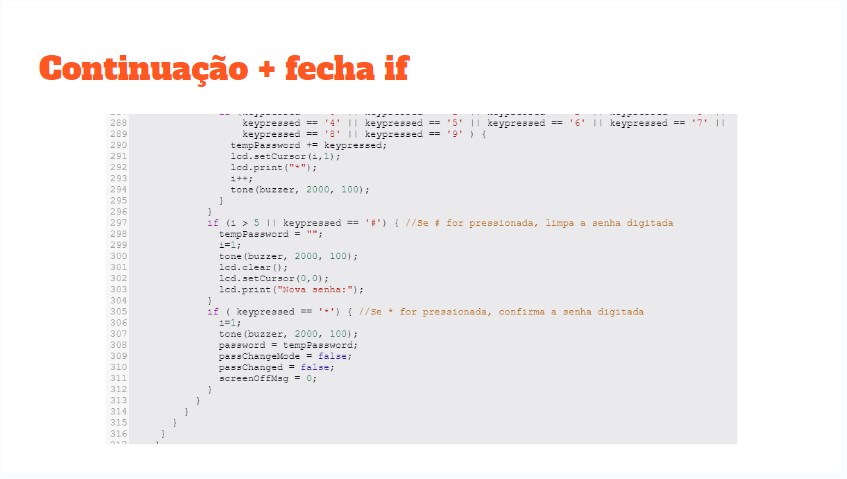 Continuação + fecha if
288 keypressed == '4' || keypressed == '5' || keypressed == '6' || keypressed == '7' ||
289 keypressed == '8' || keypressed == '9' ) {
290 tempPassword += keypressed;
291 lcd.setCursor(i,1);
292 lcd.print("*");
293 i++;
294 tone(buzzer, 2000, 100);
295 }
296 }
297 if (i > 5 || keypressed == '#') { //Se # for pressionada, limpa a senha digitada
298 tempPassword = "";
299 i=1;
300 tone(buzzer, 2000, 100);
301 lcd.clear();
302 lcd.setCursor(0,0);
303 lcd.print("Nova senha:");
304 }
305 if ( keypressed == '*') { //Se * for pressionada, confirma a senha digitada
306 i=1;
307 tone(buzzer, 2000, 100);
308 password = tempPassword;
309 passChangeMode = false;
310 passChanged = false;
311 screenOffMsg = 0;
312 }
313 }
314 }
315 }
316 }